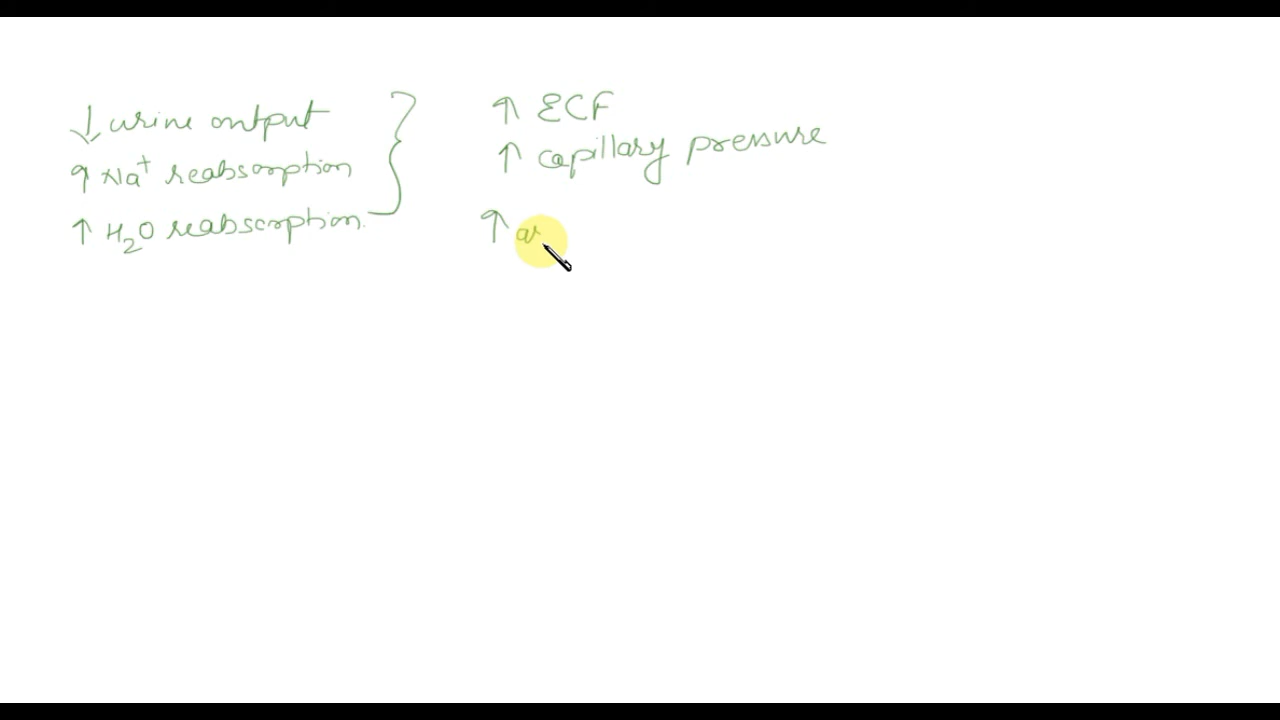 ↓ urine output
↑ Na+ reabsorption
↑ H2O reabsorption.
↑ ECF
↑ capillary pressure
↑